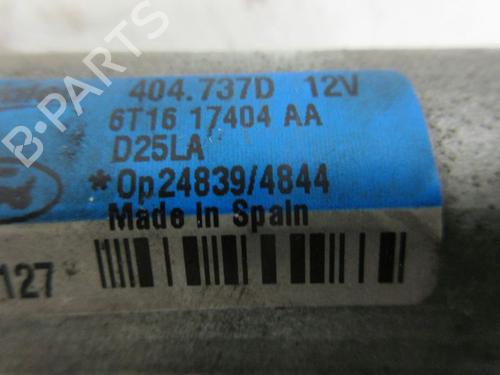 404.737D 12V
6T16 17404 AA
D25LA
*Op24839/4844
Made In Spain
127 *
B-PARTS